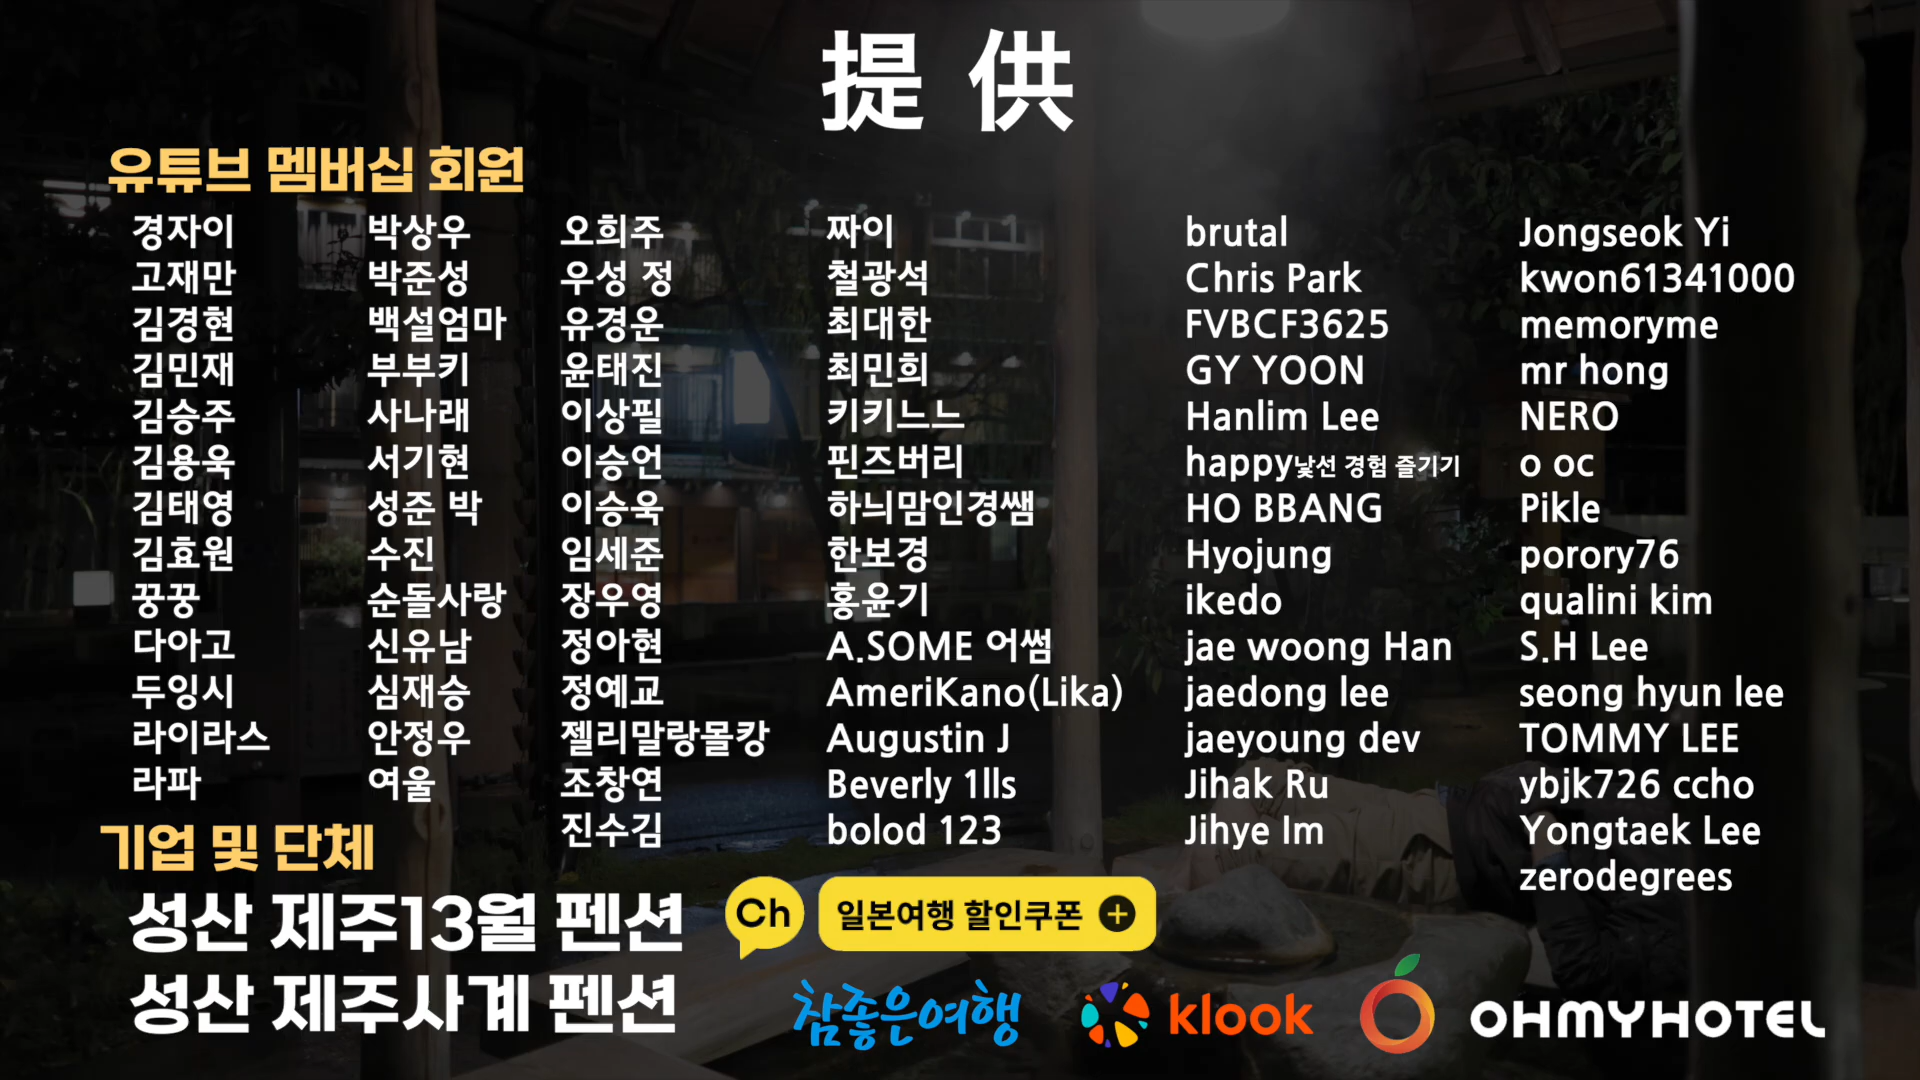 提 供
유튜브 멤버십 회원
경자이
고재만
김경현
김민재
김승주
김용욱
김태영
김효원
꿍꿍
다아고
두잉시
라이라스
라파
박상우
박준성
백설엄마
부부키
사나래
서기현
성준 박
수진
순돌사랑
신유남
심재승
안정우
여울
오희주
우성 정
유경운
윤태진
이상필
이승언
이승욱
임세준
장우영
정아현
정예교
젤리말랑몰캉
조창연
진수김
짜이
철광석
최대한
최민희
키키느느
핀즈버리
하늬맘인경쌤
한보경
홍윤기
A.SOME 어썸
AmeriKano(Lika)
Augustin J
Beverly 1lls
bolod 123
brutal
Chris Park
FVBCF3625
GY YOON
Hanlim Lee
happy낯선 경험 즐기기
HO BBANG
Hyojung
ikedo
jae woong Han
jaedong lee
jaeyoung dev
Jihak Ru
Jihye Im
Jongseok Yi
kwon61341000
memoryme
mr hong
NERO
o oc
Pikle
porory76
qualini kim
S.H Lee
seong hyun lee
TOMMY LEE
ybjk726 ccho
Yongtaek Lee
zerodegrees
기업 및 단체
성산 제주13월 펜션
성산 제주사계 펜션
Ch 일본여행 할인쿠폰 +
참좋은여행 klook OHMYHOTEL